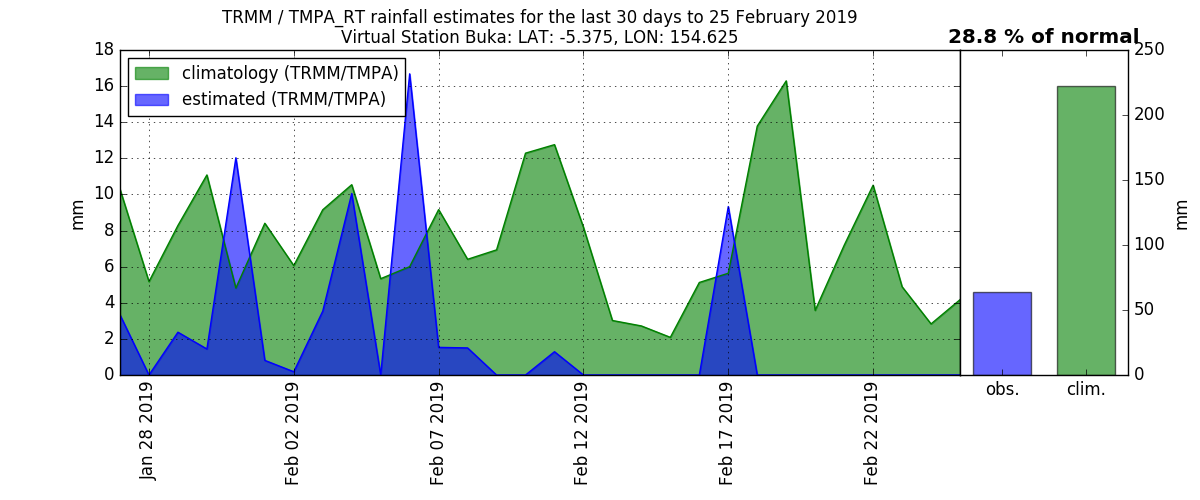 TRMM / TMPA_RT rainfall estimates for the last 30 days to 25 February 2019
Virtual Station Buka: LAT: -5.375, LON: 154.625
28.8 % of normal
climatology (TRMM/TMPA)
estimated (TRMM/TMPA)
18
16
14
12
10
8
6
4
2
0
mm
Jan 28 2019
Feb 02 2019
Feb 07 2019
Feb 12 2019
Feb 17 2019
Feb 22 2019
250
200
150
100
50
0
mm
obs.
clim.